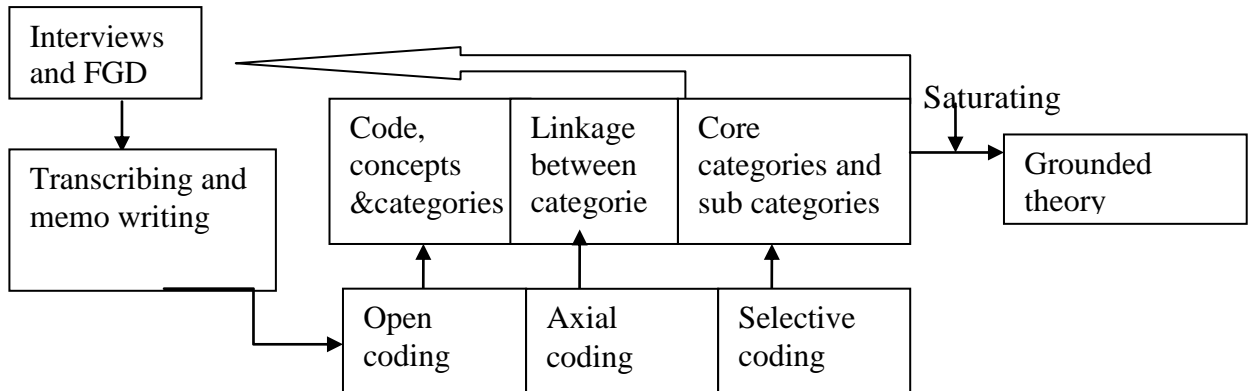 Interviews
and FGD
Transcribing and
memo writing
Code,
concepts
&categories
Linkage
between
categorie
Core
categories and
sub categories
Saturating
Grounded
theory
Open
coding
Axial
coding
Selective
coding